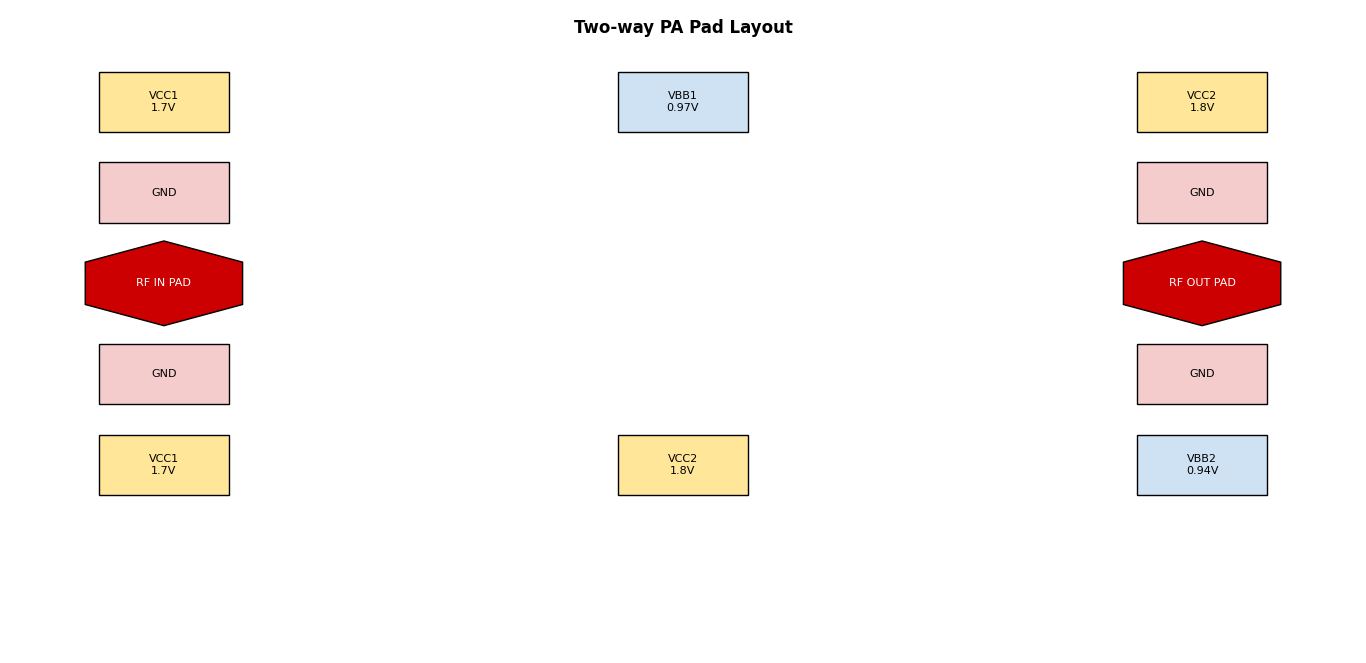 Two-way PA Pad Layout
VCC1
1.7V
VBB1
0.97V
VCC2
1.8V
GND
GND
RF IN PAD
RF OUT PAD
GND
GND
VCC1
1.7V
VCC2
1.8V
VBB2
0.94V